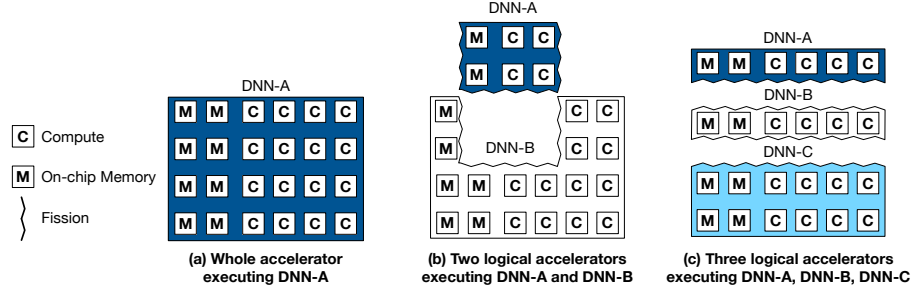 C Compute
M On-chip Memory
Fission
DNN-A
M M C C C C
M M C C C C
M M C C C C
M M C C C C
(a) Whole accelerator
executing DNN-A
DNN-A
M C C
M C C
M C C
M DNN-B C C
M M C C C C
M M C C C C
(b) Two logical accelerators
executing DNN-A and DNN-B
DNN-A
M M C C C C
DNN-B
M M C C C C
DNN-C
M M C C C C
M M C C C C
(c) Three logical accelerators
executing DNN-A, DNN-B, DNN-C